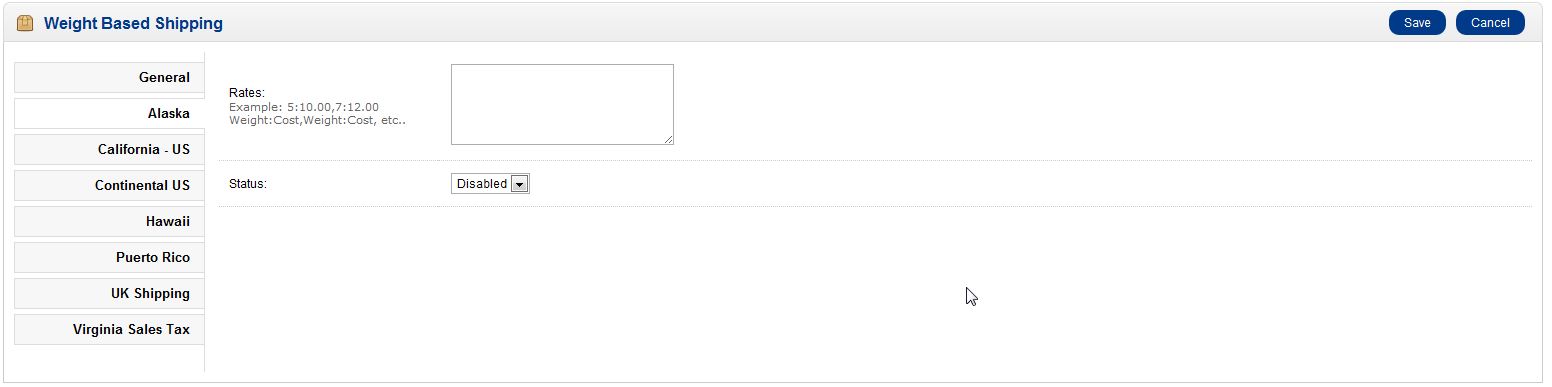 Weight Based Shipping
Save
Cancel
General
Alaska
California - US
Continental US
Hawaii
Puerto Rico
UK Shipping
Virginia Sales Tax
Rates:
Example: 5:10.00,7:12.00
Weight:Cost,Weight:Cost, etc..
Status:
Disabled